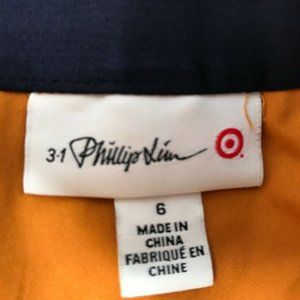 3·1 Phillip Lim
6
MADE IN
CHINA
FABRIQUÉ EN
CHINE